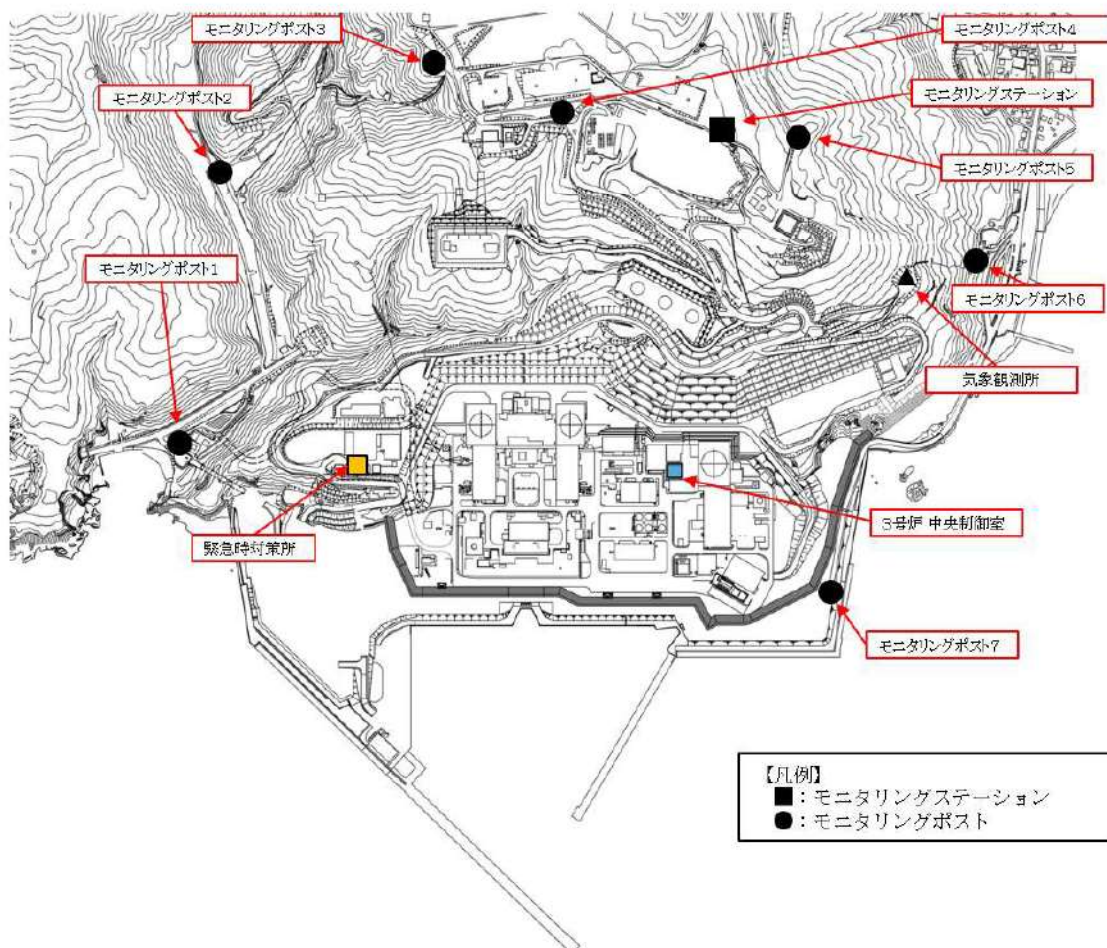 モニタリングポスト3
モニタリングポスト4
モニタリングポスト2
モニタリングステーション
モニタリングポスト5
モニタリングポスト1
モニタリングポスト6
気象観測所
3号炉 中央制御室
緊急時対策所
モニタリングポスト7
【凡例】
■:モニタリングステーション
●:モニタリングポスト